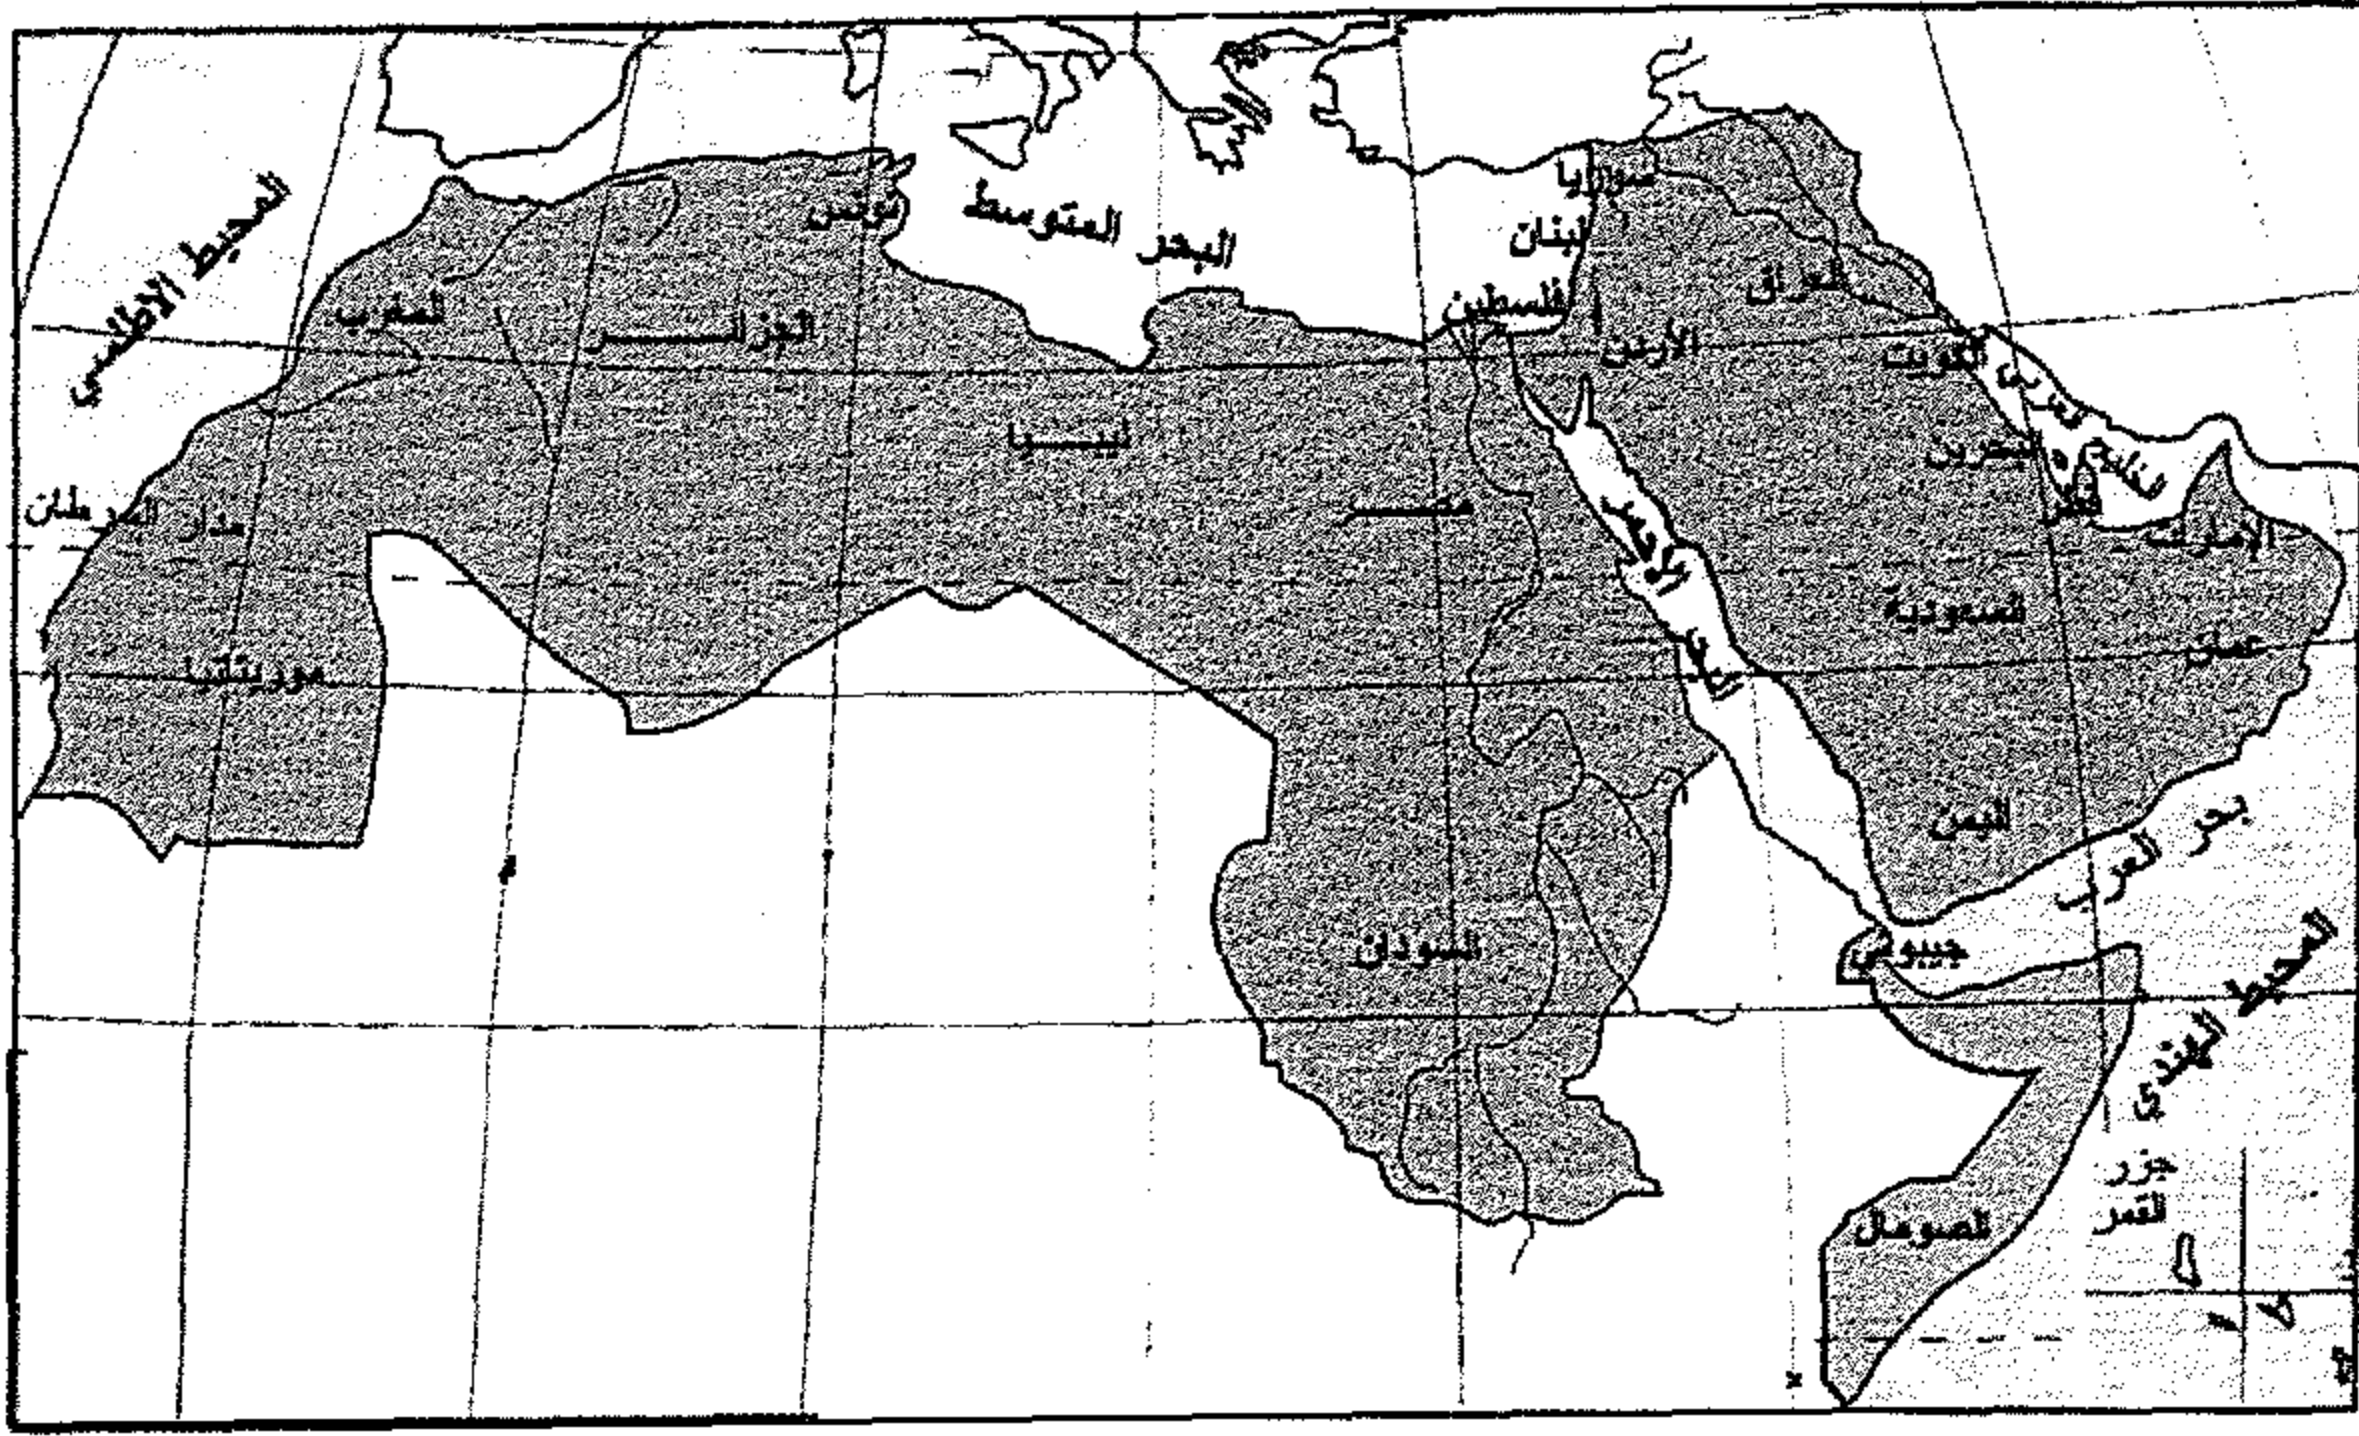 المحيط الاطلسي
البحر المتوسط
سوريا
لبنان
فلسطين
العراق
الأردن
الكويت
تونس
المغرب
الجزائر
ليبيا
مصر
البحرين
قطر
الإمارات
مدار السرطان
السعودية
عمان
موريتانيا
اليمن
بحر العرب
السودان
جيبوتي
المحيط الهندي
جزر
القمر
الصومال